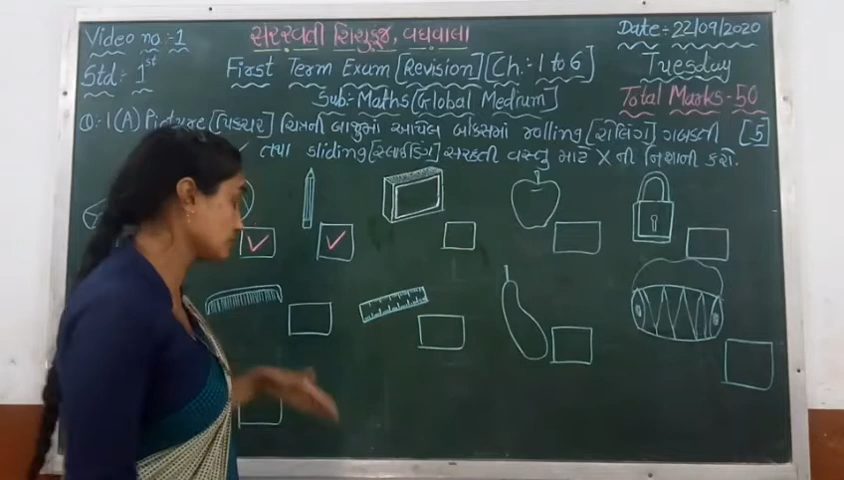 Video no:- 1
સરસ્વતી શિશુકુંજ, વઘવાલા
Date:- 22/09/2020
Std:- 1st
First Term Exam [Revision] [Ch.: 1 to 6]
Tuesday
Sub:- Maths (Global Medium)
Total Marks - 50
Q:-1 (A) [પિક્ચર] ચિત્રની બાજુમાં આપેલ બોક્સમાં rolling [રોલિંગ] ગબડતી [5]
✓ તથા sliding [સ્લાઈડિંગ] સરકતી વસ્તુ માટે X ની નિશાની કરો.